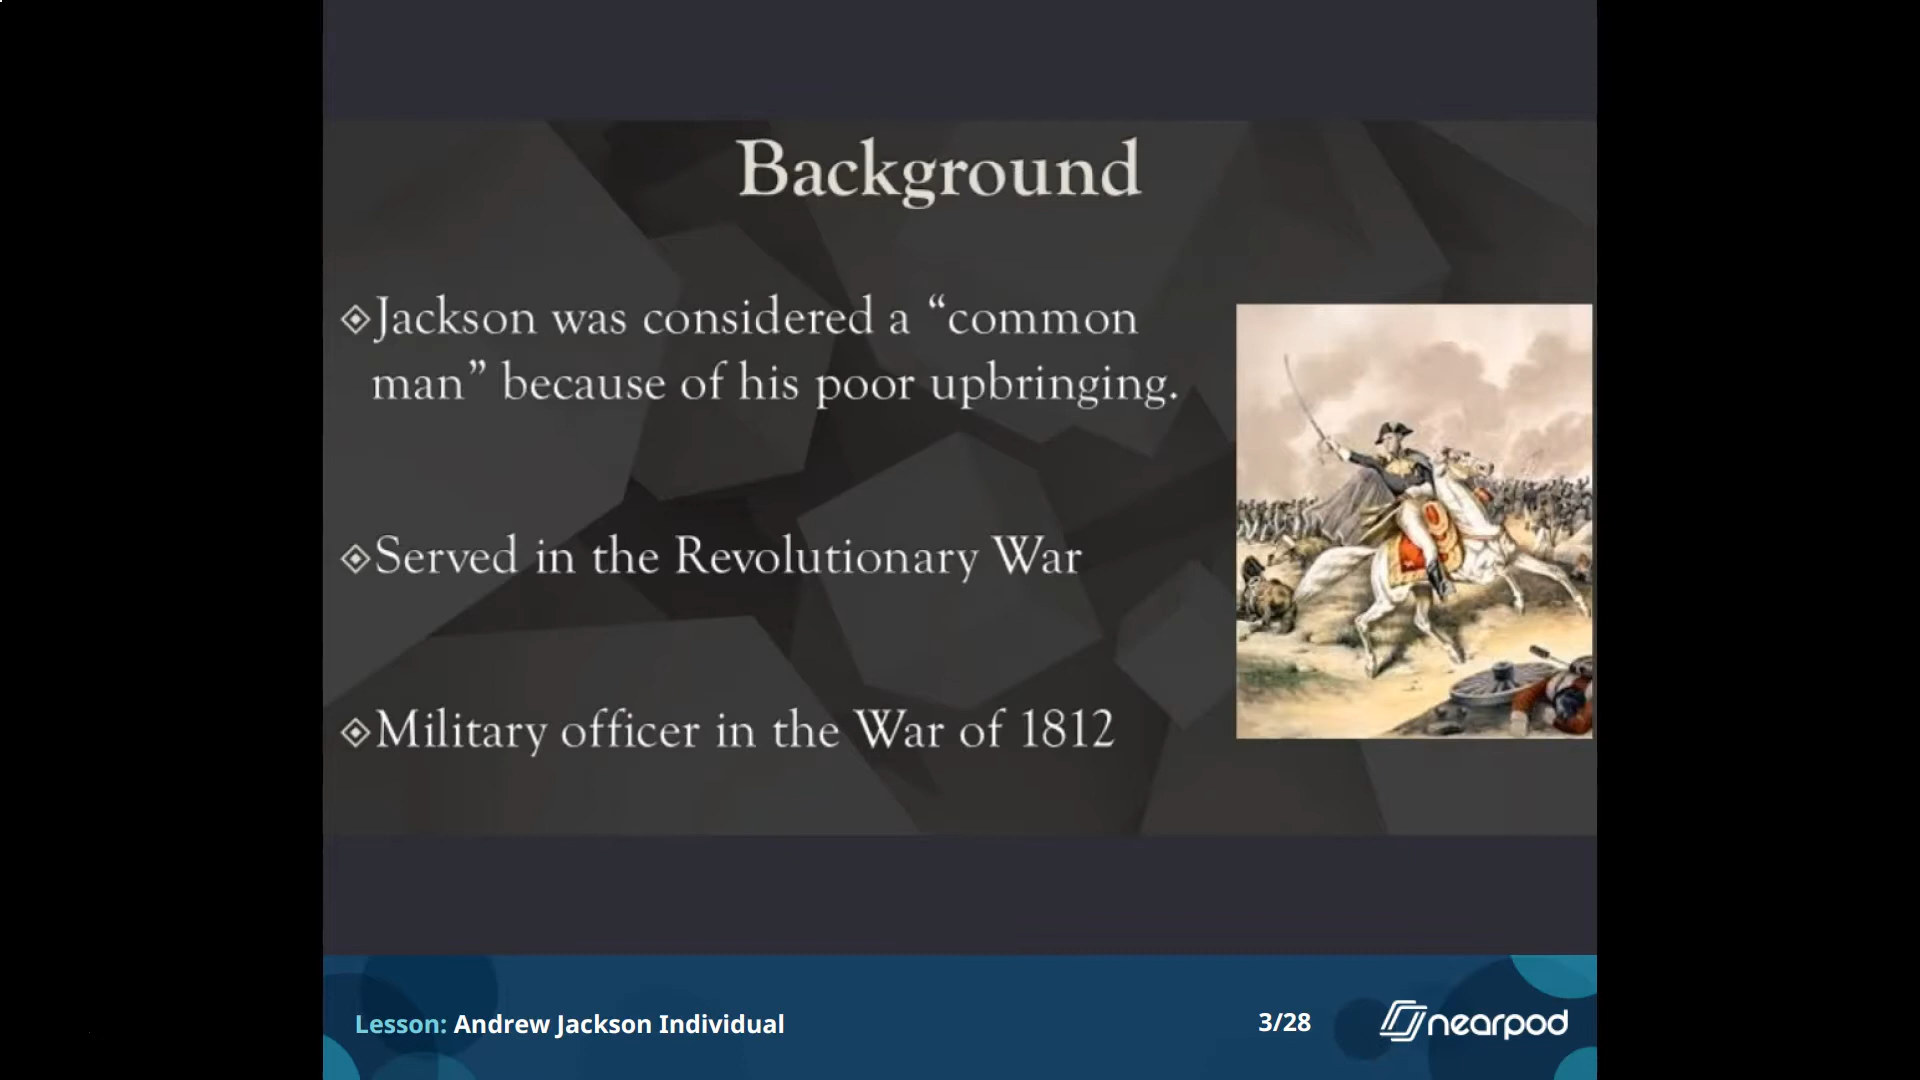 Background
Jackson was considered a “common
man” because of his poor upbringing.
Served in the Revolutionary War
Military officer in the War of 1812
Lesson: Andrew Jackson Individual
3/28
nearpod